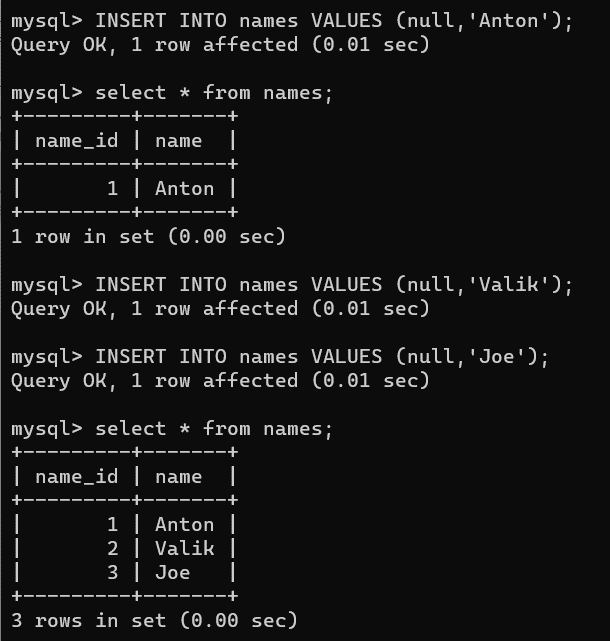 mysql> INSERT INTO names VALUES (null,'Anton');
Query OK, 1 row affected (0.01 sec)

mysql> select * from names;
+---------+-------+
| name_id | name  |
+---------+-------+
|       1 | Anton |
+---------+-------+
1 row in set (0.00 sec)

mysql> INSERT INTO names VALUES (null,'Valik');
Query OK, 1 row affected (0.01 sec)

mysql> INSERT INTO names VALUES (null,'Joe');
Query OK, 1 row affected (0.01 sec)

mysql> select * from names;
+---------+-------+
| name_id | name  |
+---------+-------+
|       1 | Anton |
|       2 | Valik |
|       3 | Joe   |
+---------+-------+
3 rows in set (0.00 sec)